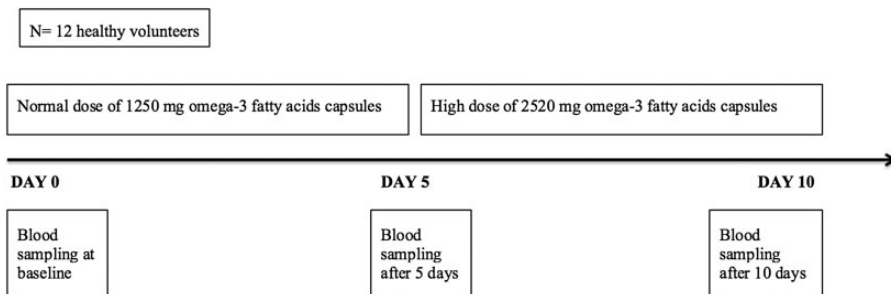 N= 12 healthy volunteers
Normal dose of 1250 mg omega-3 fatty acids capsules
High dose of 2520 mg omega-3 fatty acids capsules
DAY 0
DAY 5
DAY 10
Blood
sampling at
baseline
Blood
sampling
after 5 days
Blood
sampling
after 10 days